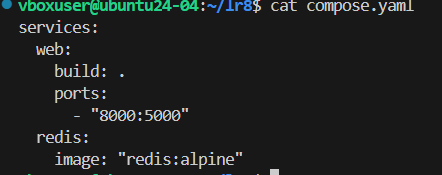 vboxuser@ubuntu24-04:~/lr8$ cat compose.yaml
services:
  web:
    build: .
    ports:
      - "8000:5000"
  redis:
    image: "redis:alpine"